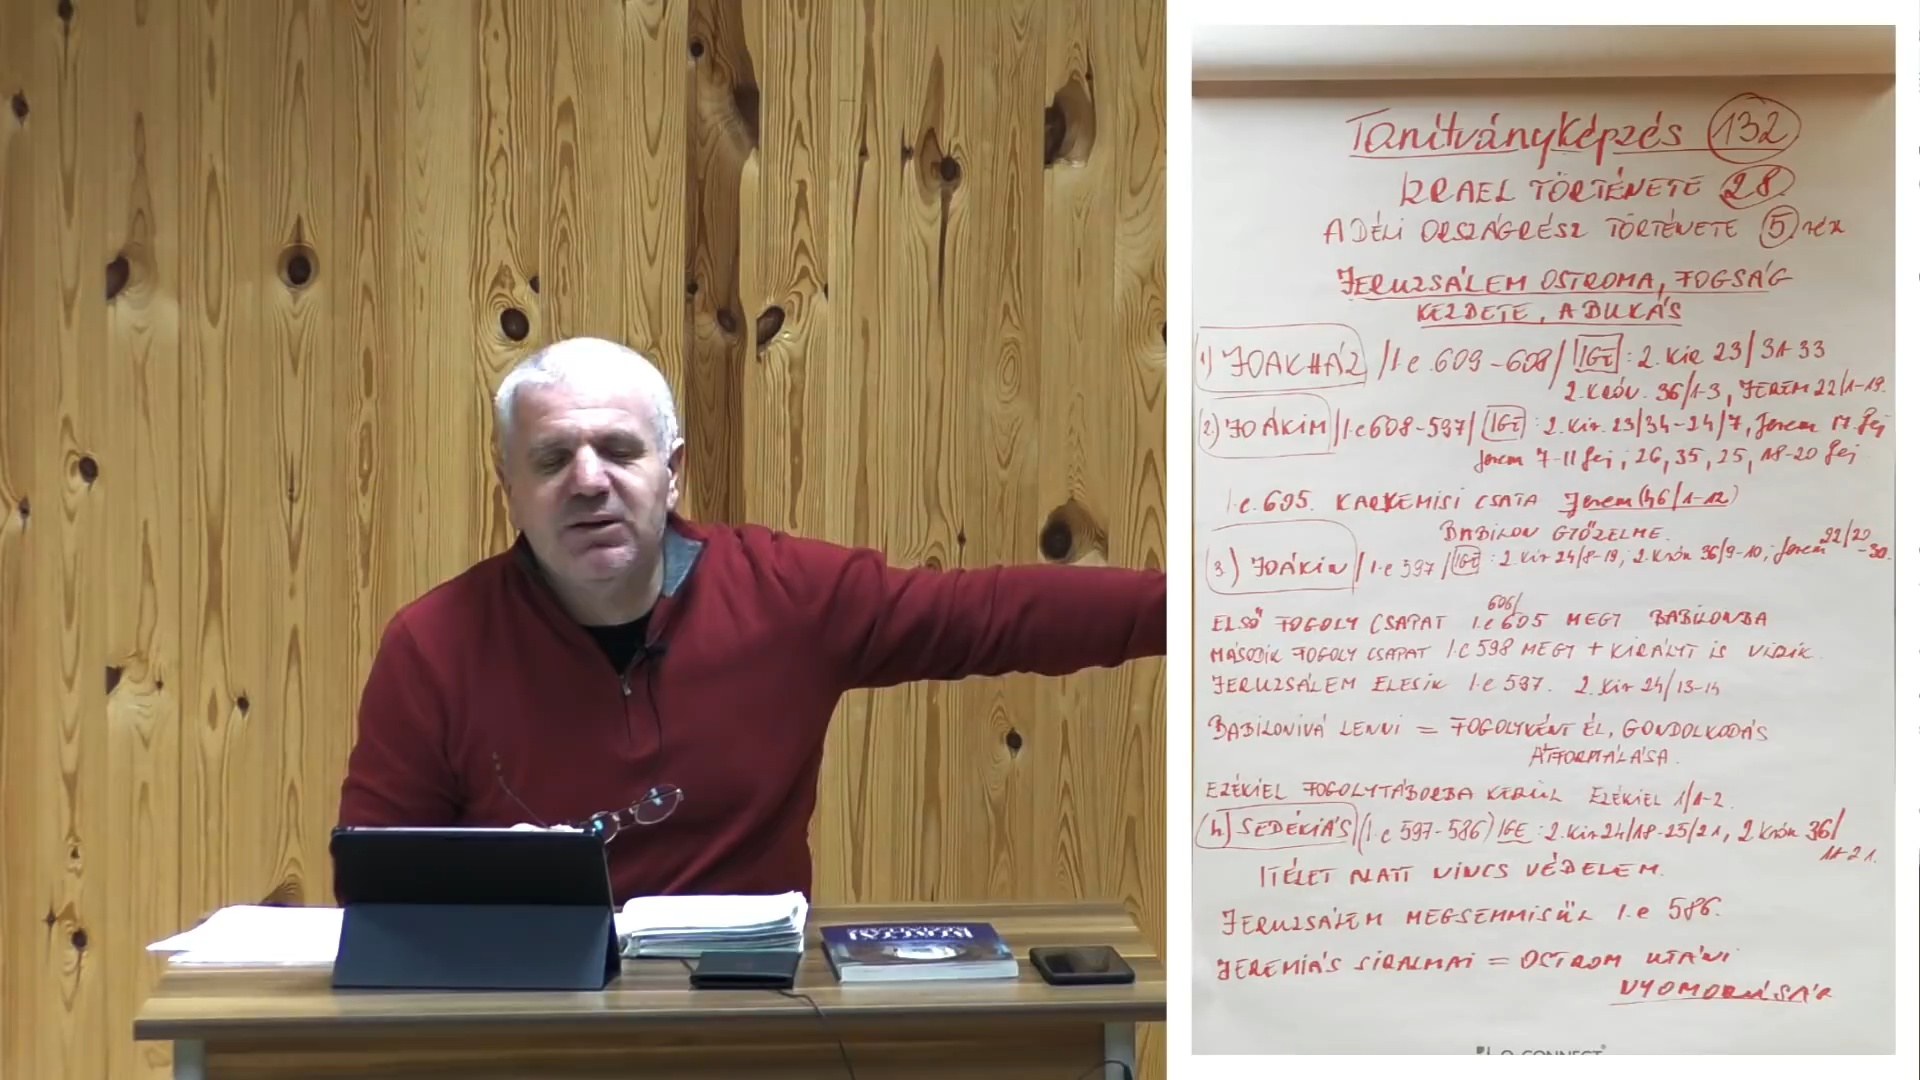 Tanítványképzés 132
IZRAEL TÖRTÉNETE 28
A DÉLI ORSZÁGRÉSZ TÖRTÉNETE 5 rész
JERUZSÁLEM OSTROMA, FOGSÁG
KEZDETE, A BUKÁS
1) JOAKHÁZ /I.e. 609-608/ IGE: 2. Kir 23/31-33
2. Krón. 36/1-3, JEREM 22/1-19.
2.) JOÁKIM /I.e 608-597/ IGE: 2. Kir. 23/34-24/7, Jerem 17. fej
Jerem 7-11 fej, 26, 35, 25, 18-20 fej
I.e. 605. KARKEMISI CSATA Jerem (46/1-12)
BABILON GYŐZELME.
3.) JOÁKIN /I.e 597/ IGE: 2. Kir 24/8-19, 2. Krón 36/9-10, Jerem 22/20-30.
606/
ELSŐ FOGOLY CSAPAT I.e 605 MEGY BABILONBA
MÁSODIK FOGOLY CSAPAT I.e 598 MEGY + KIRÁLYT IS VISZIK.
JERUZSÁLEM ELESIK I.e 597. 2. Kir 24/13-14
BABILONIVÁ LENNI = FOGOLYKÉNT ÉL, GONDOLKODÁS
ÁTFORMÁLÁSA.
EZÉKIEL FOGOLYTÁBORBA KERÜL EZÉKIEL 1/1-2.
4.) SEDÉKIÁS (I.e 597-586) IGE: 2. Kir 24/18-25/21, 2 Krón 36/
11-21.
ITÉLET ALATT NINCS VÉDELEM.
JERUZSÁLEM MEGSEMMISÜL I.e 586.
JEREMIÁS SIRALMAI = OSTROM UTÁNI
NYOMORÚSÁG